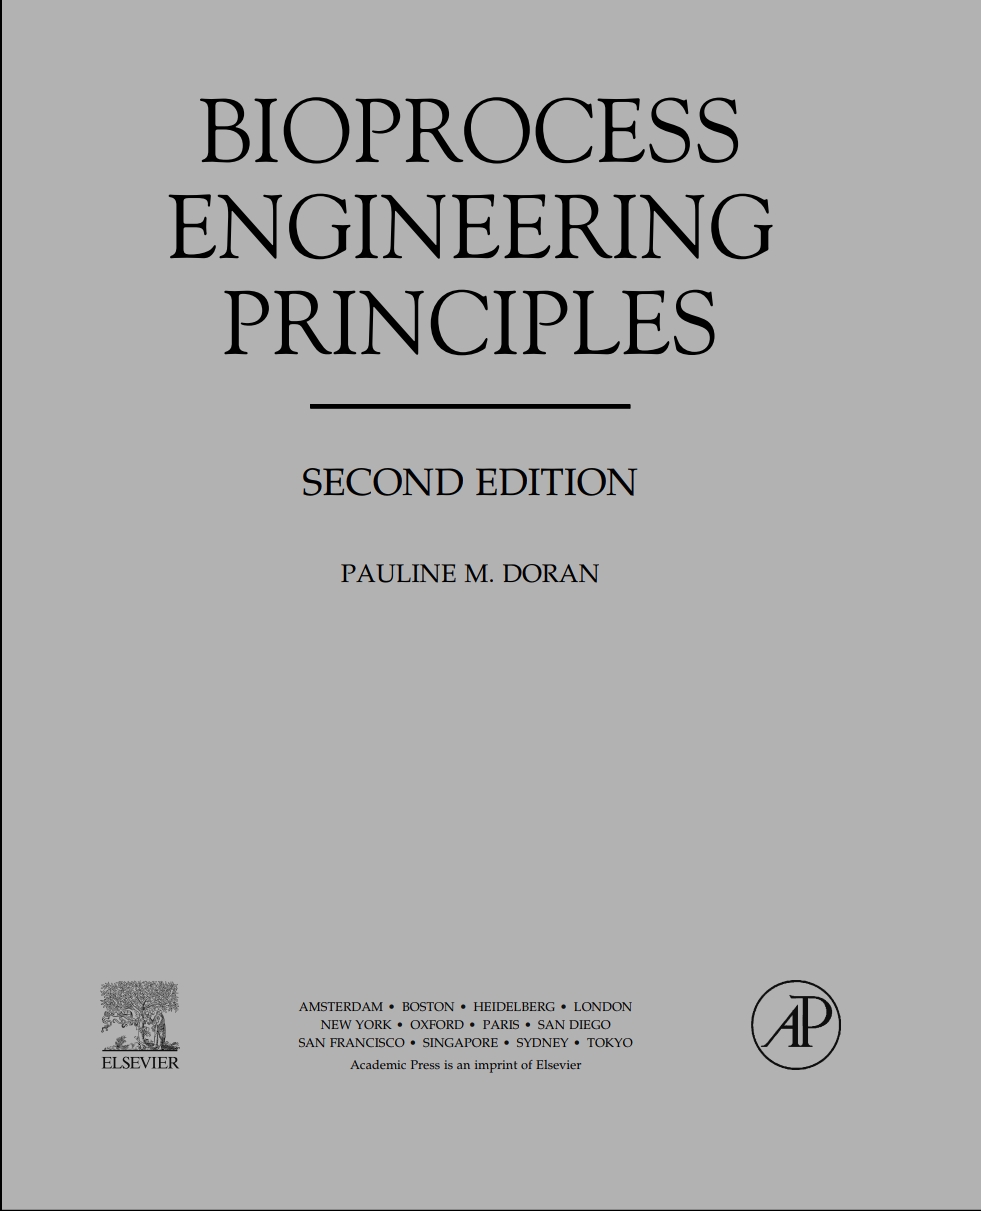 BIOPROCESS
ENGINEERING
PRINCIPLES
SECOND EDITION
PAULINE M. DORAN
AMSTERDAM • BOSTON • HEIDELBERG • LONDON
NEW YORK • OXFORD • PARIS • SAN DIEGO
SAN FRANCISCO • SINGAPORE • SYDNEY • TOKYO
Academic Press is an imprint of Elsevier
ELSEVIER
AP